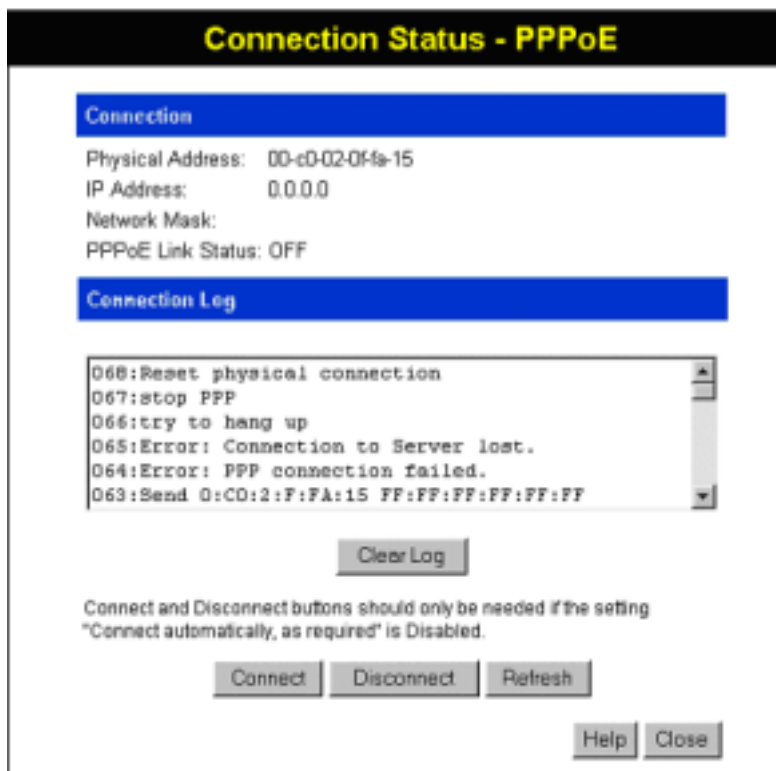 Connection Status - PPPoE
Connection
Physical Address: 00-c0-02-0f-fa-15
IP Address: 0.0.0.0
Network Mask:
PPPoE Link Status: OFF
Connection Log
068:Reset physical connection
067:stop PPP
066:try to hang up
065:Error: Connection to Server lost.
064:Error: PPP connection failed.
063:Send 0:C0:2:F:FA:15 FF:FF:FF:FF:FF:FF
Clear Log
Connect and Disconnect buttons should only be needed if the setting
"Connect automatically, as required" is Disabled.
Connect Disconnect Refresh
Help Close